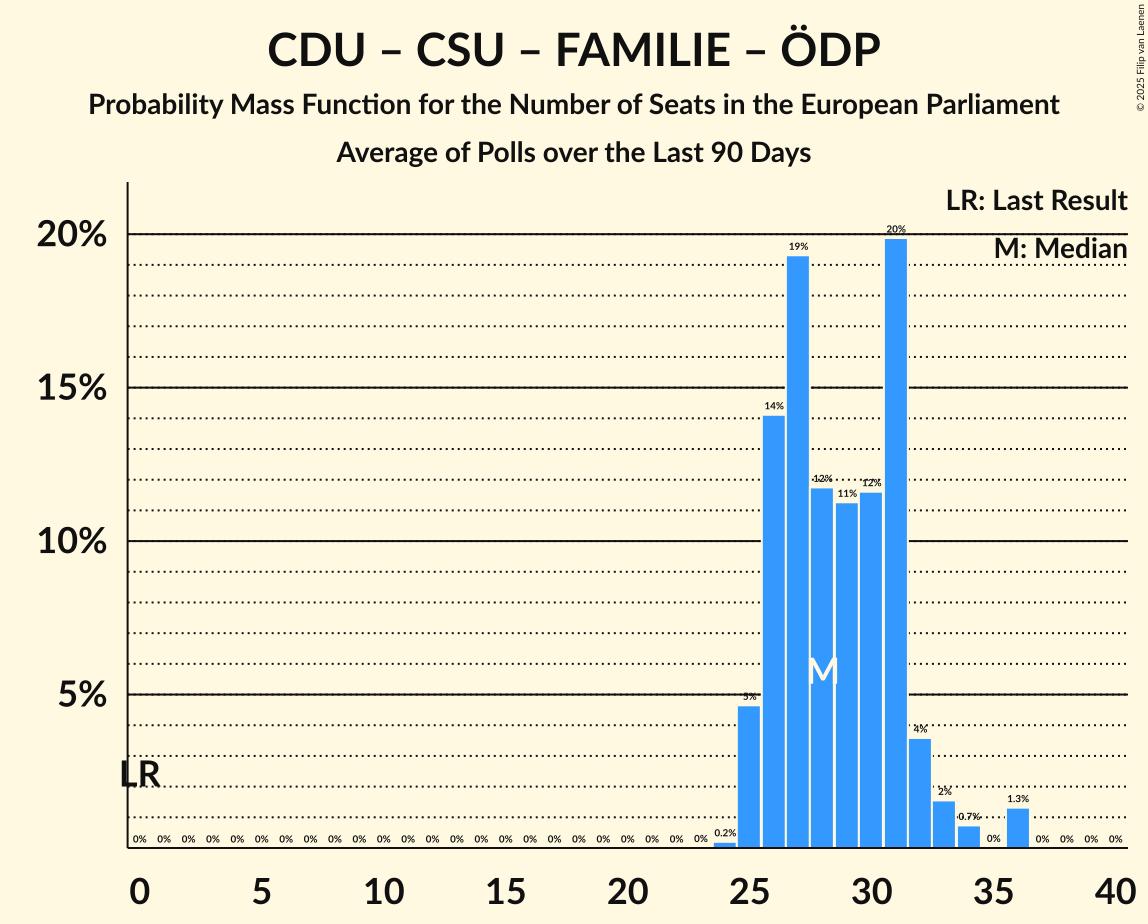 CDU – CSU – FAMILIE – ÖDP
Probability Mass Function for the Number of Seats in the European Parliament
Average of Polls over the Last 90 Days
© 2025 Filip van Laenen
LR: Last Result
M: Median
20%
15%
10%
5%
LR
M
0% 0% 0% 0% 0% 0% 0% 0% 0% 0% 0% 0% 0% 0% 0% 0% 0% 0% 0% 0% 0% 0% 0% 0% 0.2% 5% 14% 19% 12% 11% 12% 20% 4% 2% 0.7% 0% 1.3% 0% 0% 0% 0%
0 5 10 15 20 25 30 35 40